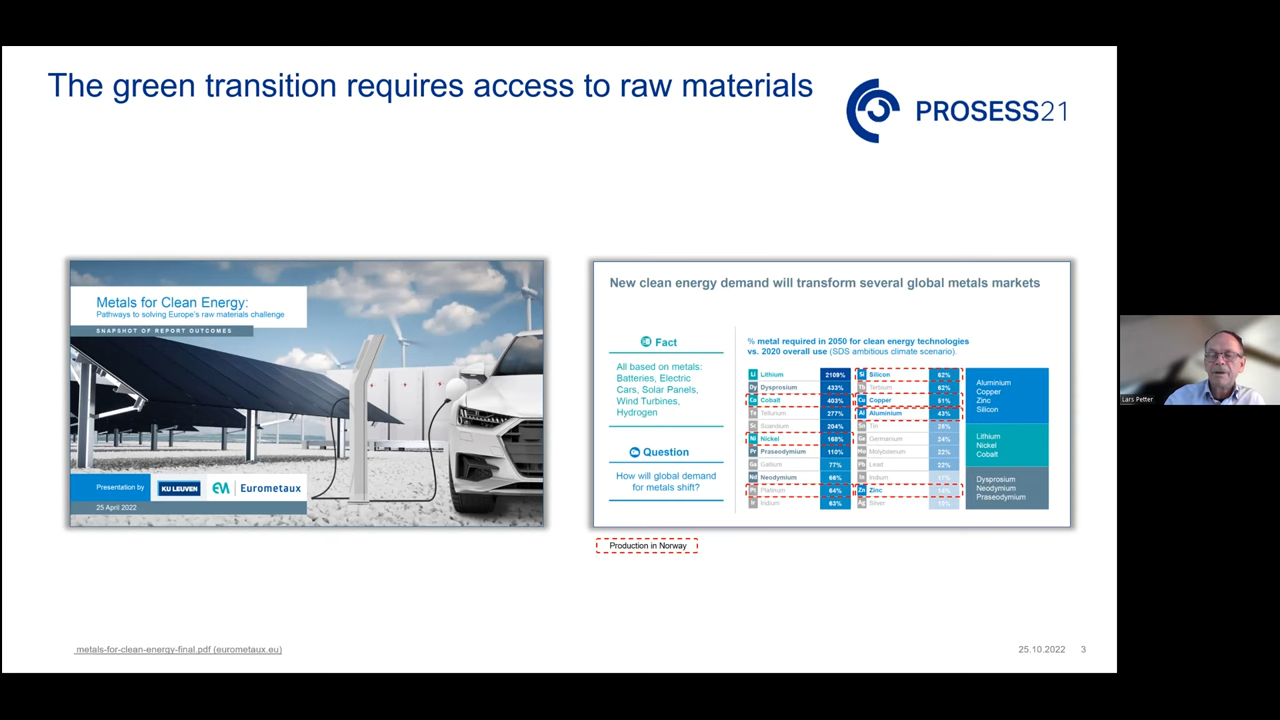 The green transition requires access to raw materials
PROSESS21
Metals for Clean Energy:
Pathways to solving Europe's raw materials challenge
SNAPSHOT OF REPORT OUTCOMES
Presentation by
KU LEUVEN
Eurometaux
25 April 2022
New clean energy demand will transform several global metals markets
Fact
All based on metals:
Batteries, Electric
Cars, Solar Panels,
Wind Turbines,
Hydrogen
Question
How will global demand
for metals shift?
% metal required in 2050 for clean energy technologies
vs. 2020 overall use (SDS ambitious climate scenario).
Li Lithium 2109%
Dy Dysprosium 433%
Co Cobalt 403%
Te Tellurium 277%
Sc Scandium 204%
Ni Nickel 168%
Pr Praseodymium 110%
Ga Gallium 77%
Nd Neodymium 66%
Platinum 64%
Ir Iridium 63%
Si Silicon 62%
Tb Terbium 62%
Cu Copper 51%
Al Aluminium 43%
Sn Tin 28%
Ge Germanium 24%
Mo Molybdenum 22%
Pb Lead 22%
In Indium 17%
Zn Zinc
Silver 10%
Aluminium
Copper
Zinc
Silicon
Lithium
Nickel
Cobalt
Dysprosium
Neodymium
Praseodymium
Production in Norway
metals-for-clean-energy-final.pdf (eurometaux.eu)
25.10.2022 3
Lars Petter